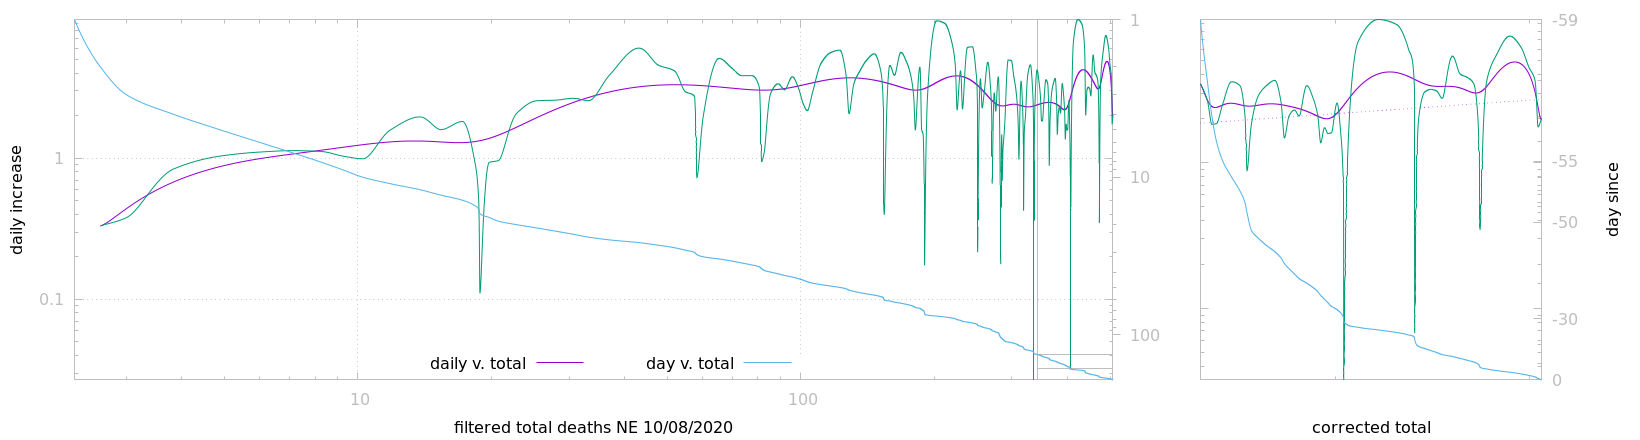 daily increase
1
0.1
10
100
1
10
100
daily v. total
day v. total
filtered total deaths NE 10/08/2020
-59
-55
-50
-30
0
day since
corrected total